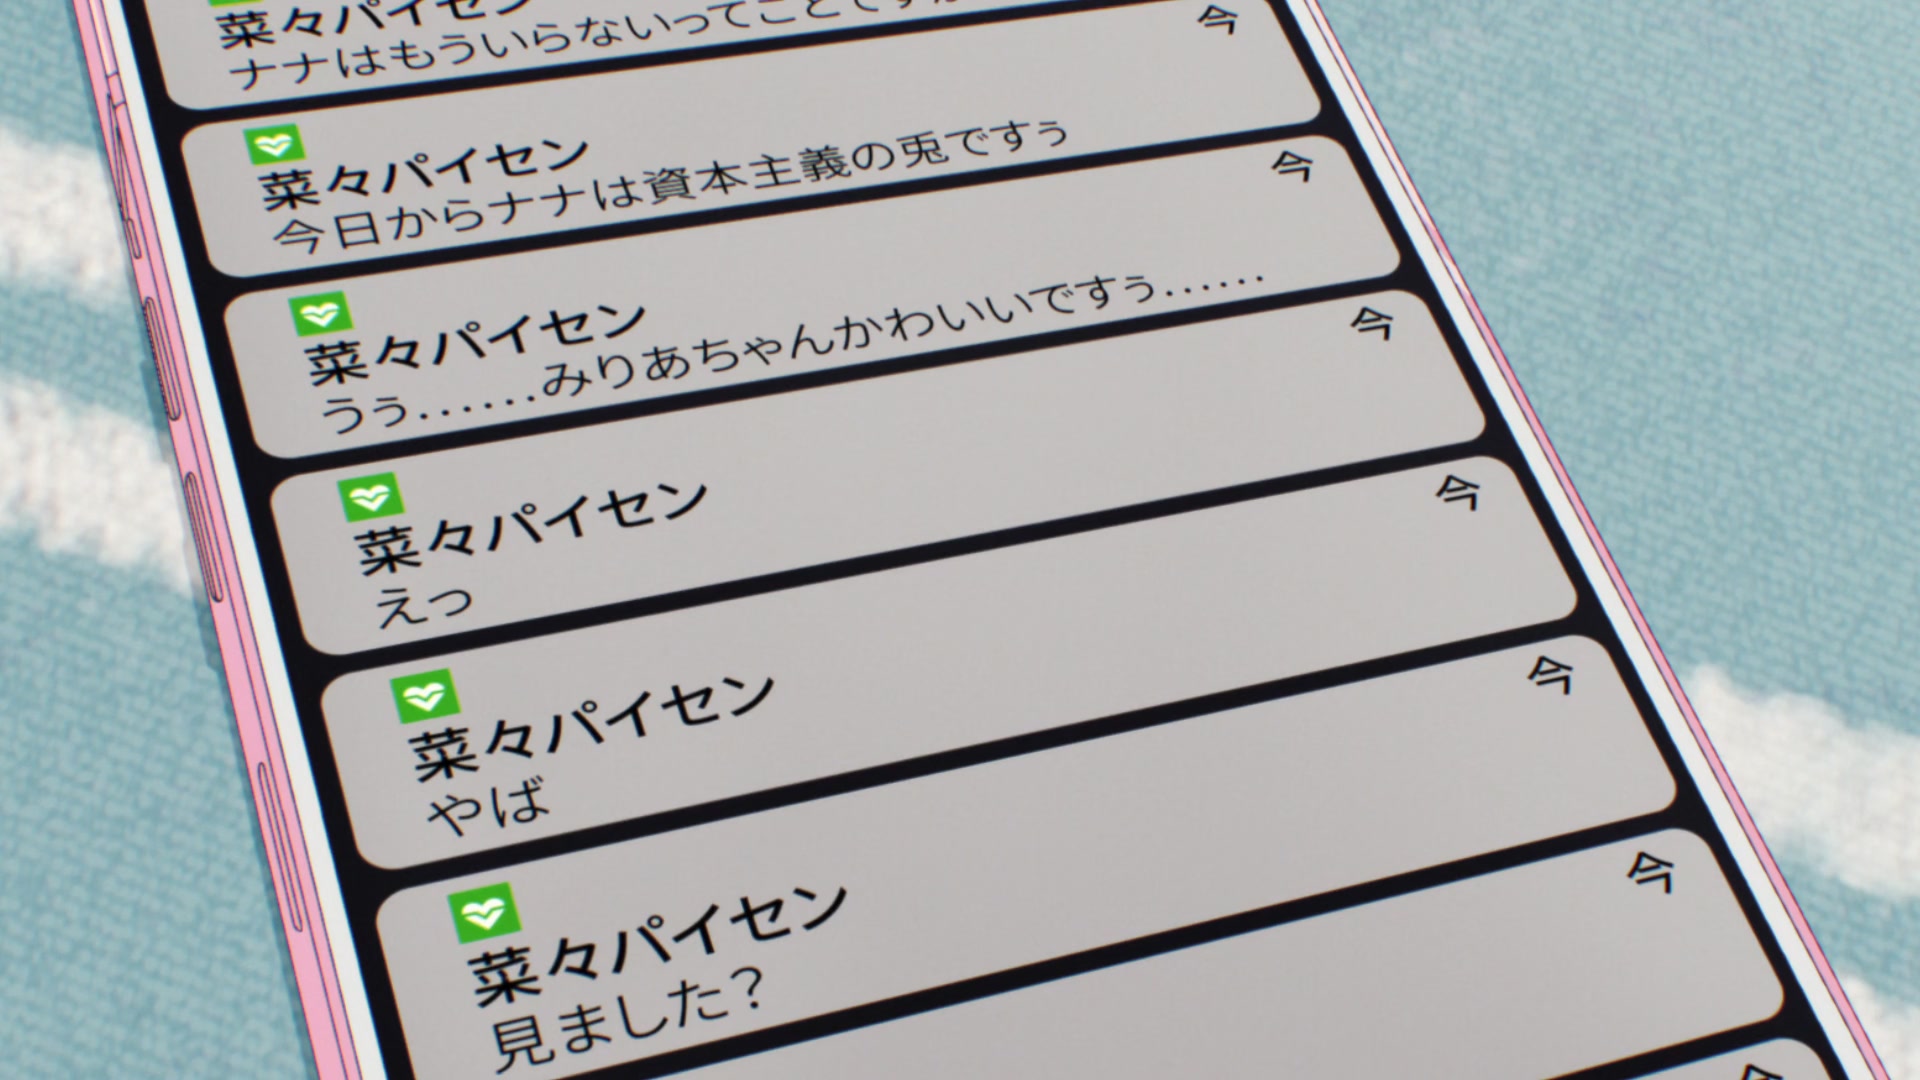 菜々パイセン
ナナはもういらないってことですか
今
菜々パイセン
今日からナナは資本主義の兎ですぅ
今
菜々パイセン
うぅ……みりあちゃんかわいいですぅ……
今
菜々パイセン
えっ
今
菜々パイセン
やば
今
菜々パイセン
見ました？
今
今